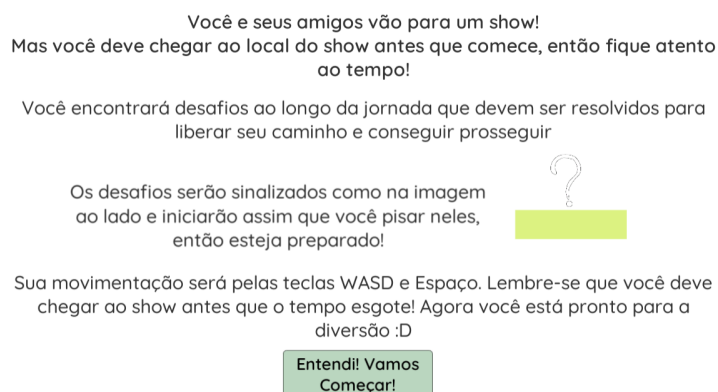 Você e seus amigos vão para um show!
Mas você deve chegar ao local do show antes que comece, então fique atento
ao tempo!
Você encontrará desafios ao longo da jornada que devem ser resolvidos para
liberar seu caminho e conseguir prosseguir
?
Os desafios serão sinalizados como na imagem
ao lado e iniciarão assim que você pisar neles,
então esteja preparado!
Sua movimentação será pelas teclas WASD e Espaço. Lembre-se que você deve
chegar ao show antes que o tempo esgote! Agora você está pronto para a
diversão :D
Entendi! Vamos
Começar!